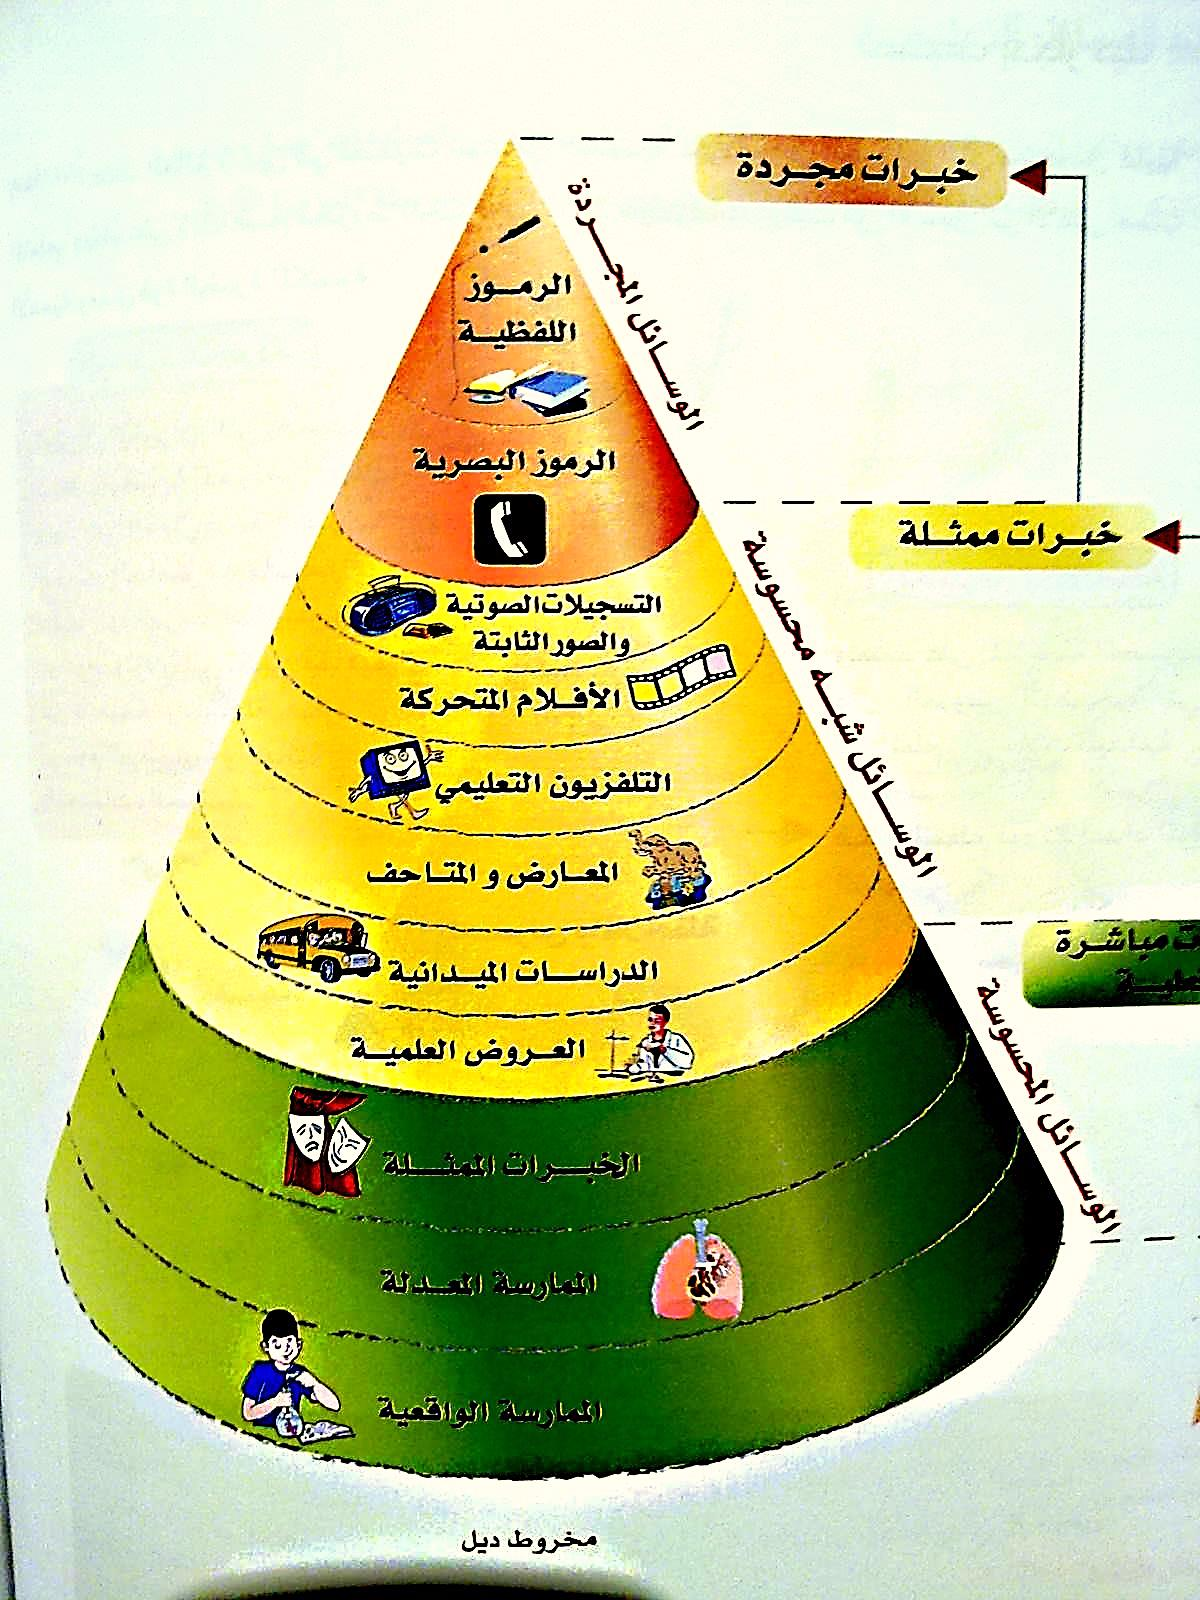 خبرات مجردة
الوسائل المجردة
الرموز
اللفظية
الرموز البصرية
خبرات ممثلة
الوسائل شبه محسوسة
التسجيلات الصوتية
والصور الثابتة
الأفلام المتحركة
التلفزيون التعليمي
المعارض و المتاحف
الدراسات الميدانية
العروض العلمية
مباشرة
الوسائل المحسوسة
الخبرات الممثلة
الممارسة المعدلة
الممارسة الواقعية
مخروط ديل